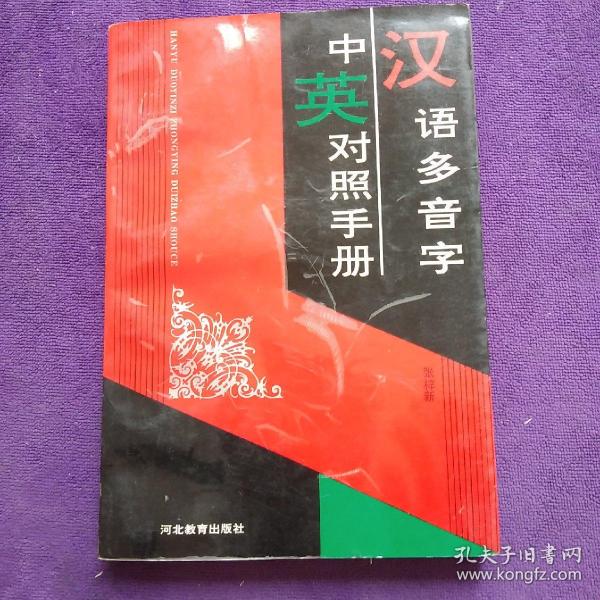 汉语多音字
中英对照手册
HANYU DUOYINZI ZHONGYING DUIZHAO SHOUCE
张梓新
河北教育出版社
孔夫子旧书网
www.kongfz.com